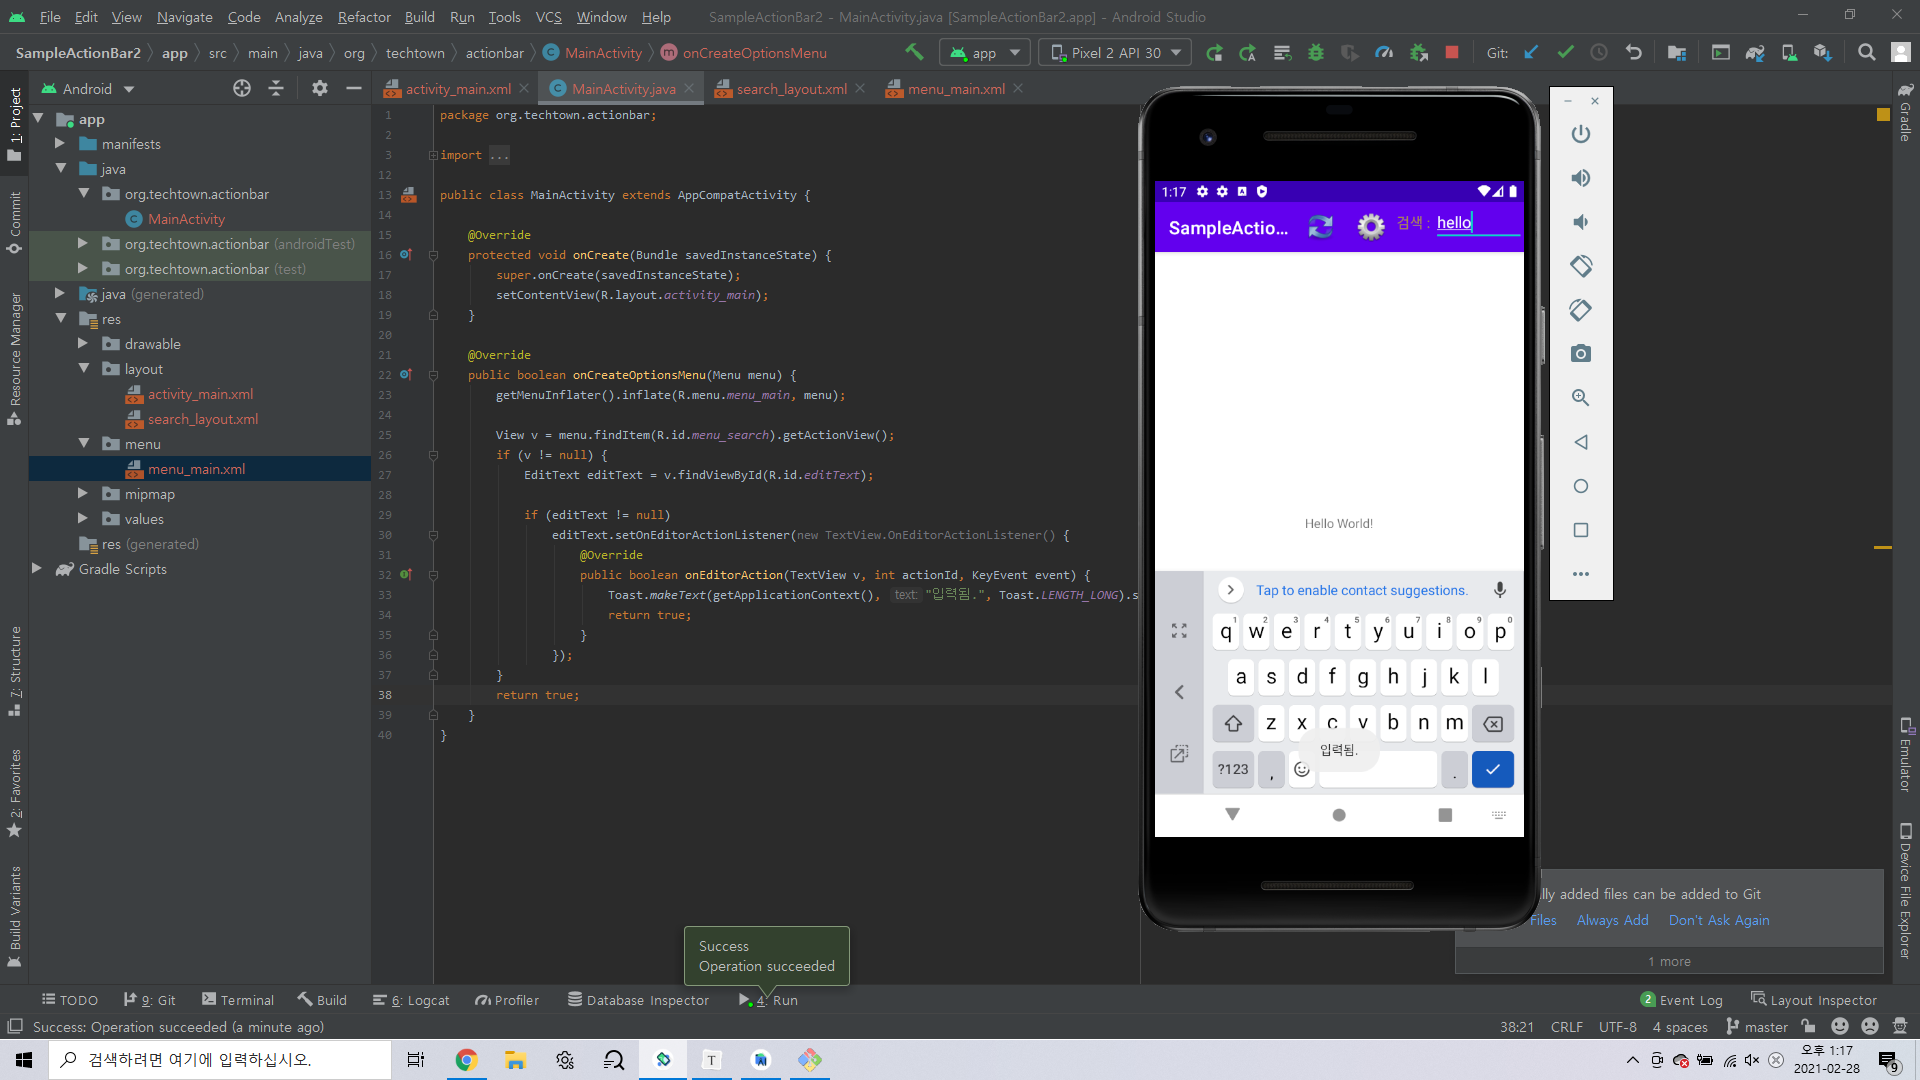 File Edit View Navigate Code Analyze Refactor Build Run Tools VCS Window Help SampleActionBar2 - MainActivity.java [SampleActionBar2.app] - Android Studio
SampleActionBar2 app src main java org techtown actionbar MainActivity onCreateOptionsMenu app Pixel 2 API 30 Git:
Android
activity_main.xml MainActivity.java search_layout.xml menu_main.xml
1: Project
Commit
Resource Manager
7: Structure
2: Favorites
Build Variants
app
manifests
java
org.techtown.actionbar
MainActivity
org.techtown.actionbar (androidTest)
org.techtown.actionbar (test)
java (generated)
res
drawable
layout
activity_main.xml
search_layout.xml
menu
menu_main.xml
mipmap
values
res (generated)
Gradle Scripts
1 package org.techtown.actionbar;
2
3 import ...
12
13 public class MainActivity extends AppCompatActivity {
14
15 @Override
16 protected void onCreate(Bundle savedInstanceState) {
17 super.onCreate(savedInstanceState);
18 setContentView(R.layout.activity_main);
19 }
20
21 @Override
22 public boolean onCreateOptionsMenu(Menu menu) {
23 getMenuInflater().inflate(R.menu.menu_main, menu);
24
25 View v = menu.findItem(R.id.menu_search).getActionView();
26 if (v != null) {
27 EditText editText = v.findViewById(R.id.editText);
28
29 if (editText != null)
30 editText.setOnEditorActionListener(new TextView.OnEditorActionListener() {
31 @Override
32 public boolean onEditorAction(TextView v, int actionId, KeyEvent event) {
33 Toast.makeText(getApplicationContext(), text: "입력됨.", Toast.LENGTH_LONG).s
34 return true;
35 }
36 });
37 }
38 return true;
39 }
40 }
1:17
SampleActio... 검색 : hello
Hello World!
Tap to enable contact suggestions.
q1 w2 e3 r4 t5 y6 u7 i8 o9 p0
a s d f g h j k l
z x c v b n m
입력됨.
?123 , .
Gradle
Emulator
Device File Explorer
lly added files can be added to Git
Files Always Add Don't Ask Again
1 more
Success
Operation succeeded
TODO 9: Git Terminal Build 6: Logcat Profiler Database Inspector 4: Run 2 Event Log Layout Inspector
Success: Operation succeeded (a minute ago) 38:21 CRLF UTF-8 4 spaces master
검색하려면 여기에 입력하십시오.
오후 1:17
2021-02-28
9